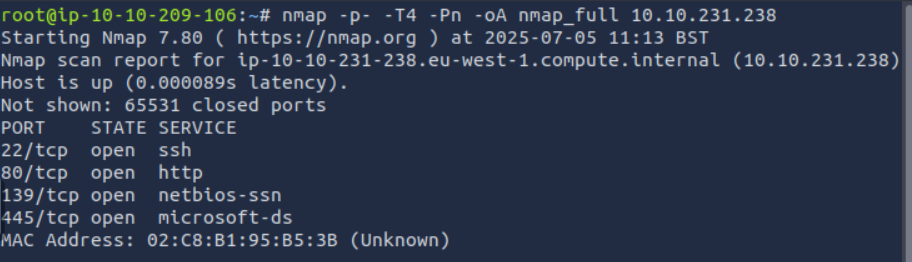 root@ip-10-10-209-106:~# nmap -p- -T4 -Pn -oA nmap_full 10.10.231.238
Starting Nmap 7.80 ( https://nmap.org ) at 2025-07-05 11:13 BST
Nmap scan report for ip-10-10-231-238.eu-west-1.compute.internal (10.10.231.238)
Host is up (0.000089s latency).
Not shown: 65531 closed ports
PORT    STATE SERVICE
22/tcp  open  ssh
80/tcp  open  http
139/tcp open  netbios-ssn
445/tcp open  microsoft-ds
MAC Address: 02:C8:B1:95:B5:3B (Unknown)